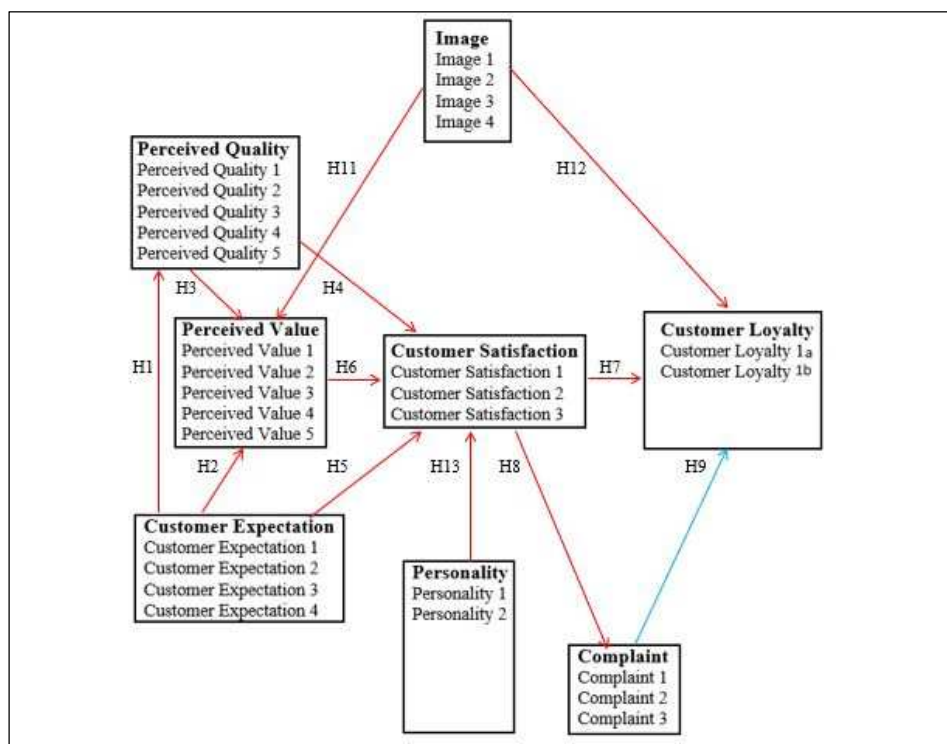 Image
Image 1
Image 2
Image 3
Image 4
Perceived Quality
Perceived Quality 1
Perceived Quality 2
Perceived Quality 3
Perceived Quality 4
Perceived Quality 5
H11
H12
H3
H4
Perceived Value
Perceived Value 1
Perceived Value 2
Perceived Value 3
Perceived Value 4
Perceived Value 5
H1
H6
Customer Satisfaction
Customer Satisfaction 1
Customer Satisfaction 2
Customer Satisfaction 3
H7
Customer Loyalty
Customer Loyalty 1a
Customer Loyalty 1b
H2
H5
H13
H8
H9
Customer Expectation
Customer Expectation 1
Customer Expectation 2
Customer Expectation 3
Customer Expectation 4
Personality
Personality 1
Personality 2
Complaint
Complaint 1
Complaint 2
Complaint 3